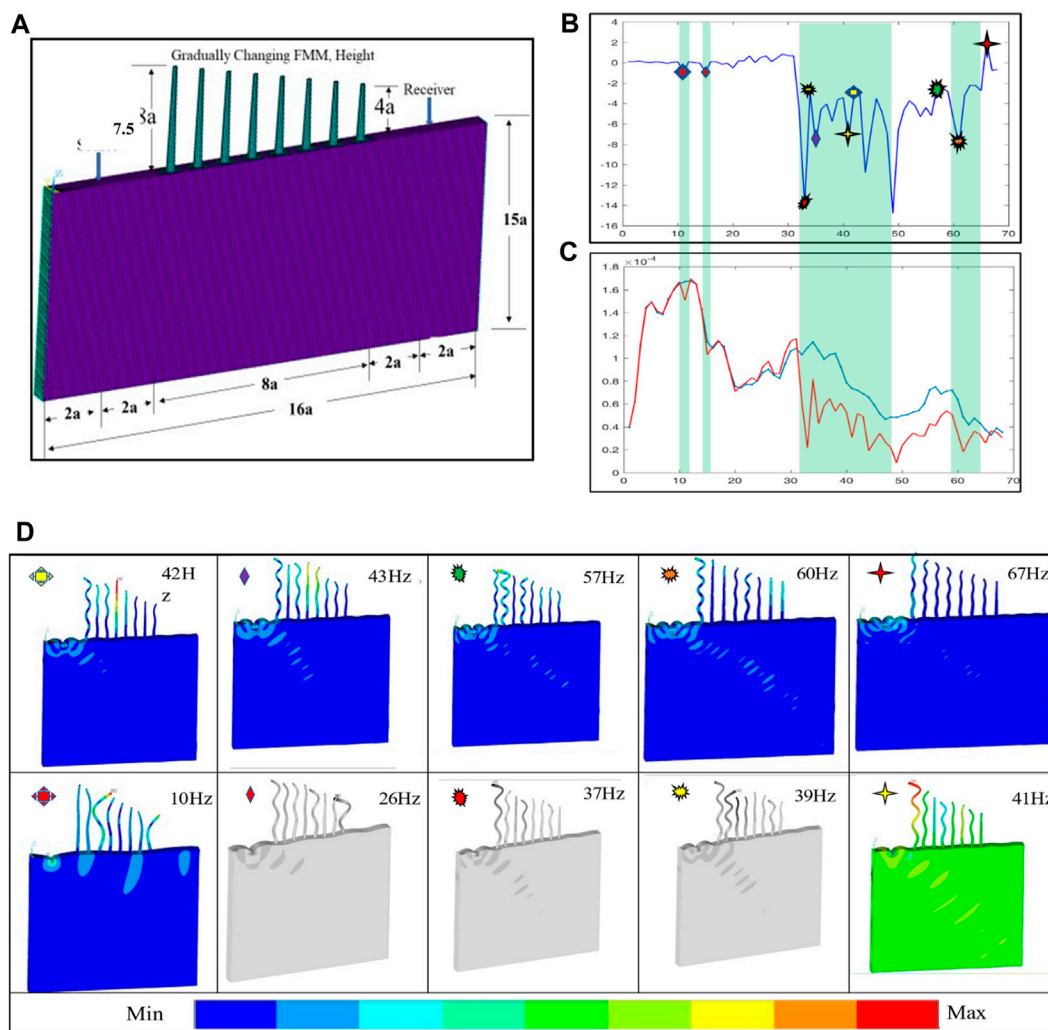 A
Gradually Changing FMM, Height
Receiver
8a
4a
7.5
15a
2a
2a
8a
2a
2a
16a
B
4
2
0
-2
-4
-6
-8
-10
-12
-14
-16
0 10 20 30 40 50 60 70
C
×10⁻⁴
1.8
1.6
1.4
1.2
1
0.8
0.6
0.4
0.2
0
0 10 20 30 40 50 60 70
D
42H
z
43Hz
57Hz
60Hz
67Hz
10Hz
26Hz
37Hz
39Hz
41Hz
Min
Max